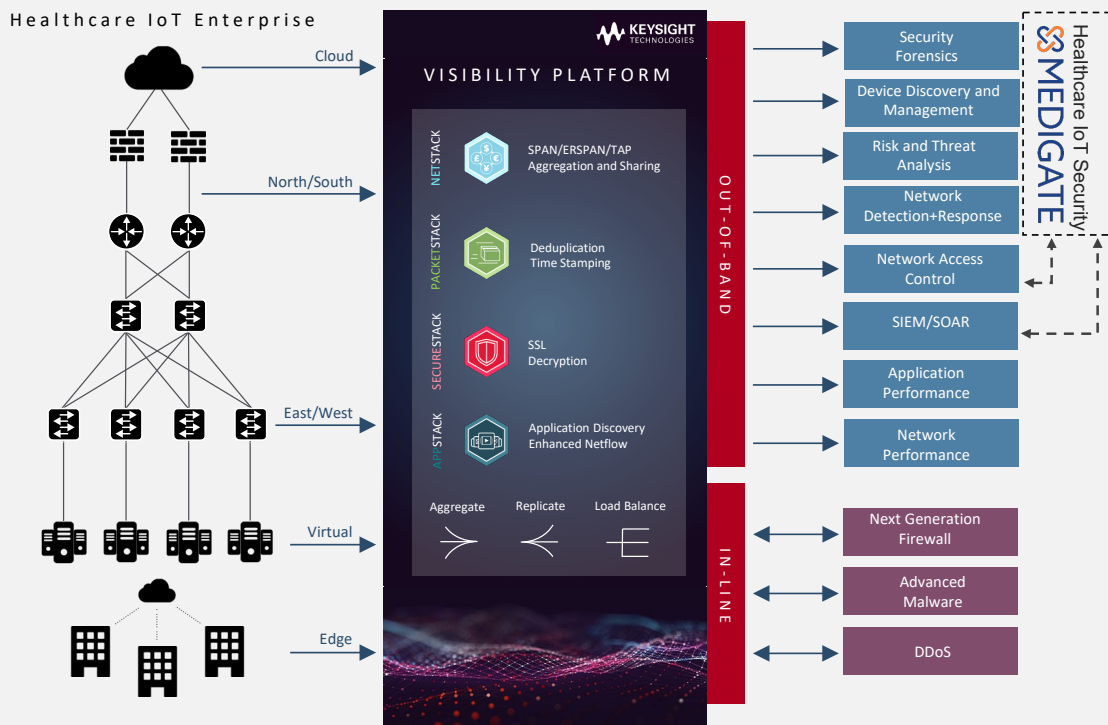 Healthcare IoT Enterprise
Cloud
North/South
East/West
Virtual
Edge
KEYSIGHT
TECHNOLOGIES
VISIBILITY PLATFORM
NETSTACK
SPAN/ERSPAN/TAP
Aggregation and Sharing
PACKETSTACK
Deduplication
Time Stamping
SECURESTACK
SSL
Decryption
APPSTACK
Application Discovery
Enhanced Netflow
Aggregate
Replicate
Load Balance
OUT-OF-BAND
IN-LINE
Security
Forensics
Device Discovery and
Management
Risk and Threat
Analysis
Network
Detection+Response
Network Access
Control
SIEM/SOAR
Application
Performance
Network
Performance
Next Generation
Firewall
Advanced
Malware
DDoS
Healthcare IoT Security
MEDIGATE